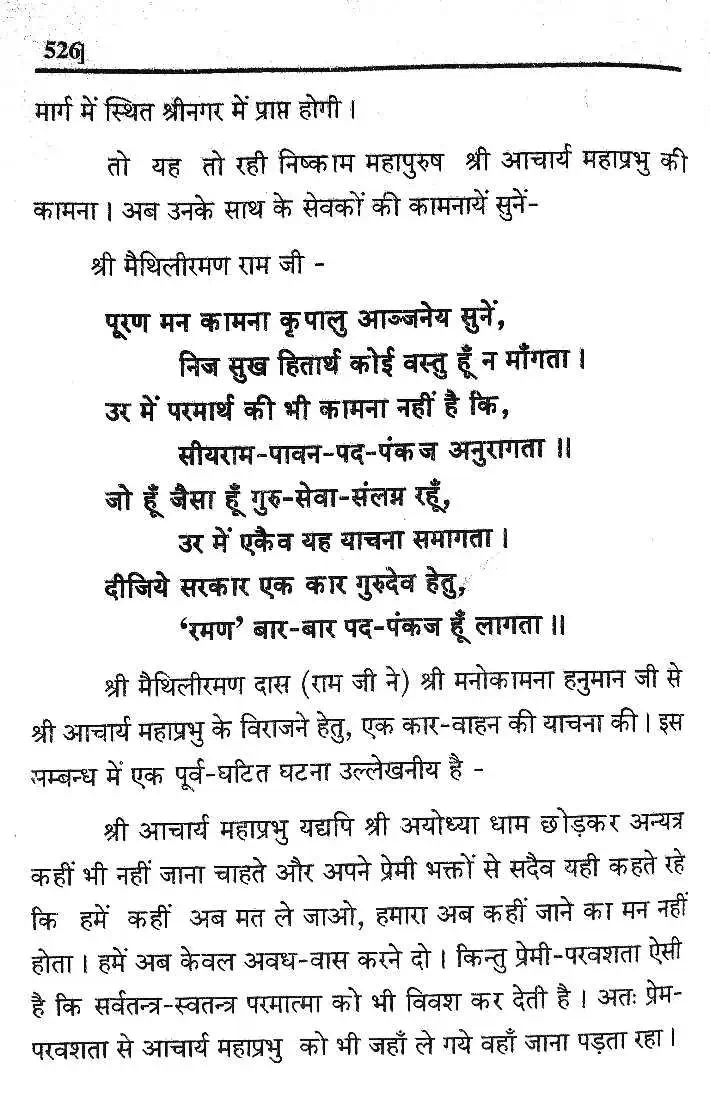 526
मार्ग में स्थित श्रीनगर में प्राप्त होगी।
तो यह तो रही निष्काम महापुरुष श्री आचार्य महाप्रभु की
कामना। अब उनके साथ के सेवकों की कामनायें सुनें-
श्री मैथिलीरमण राम जी -
पूरण मन कामना कृपालु आञ्जनेय सुनें,
निज सुख हितार्थ कोई वस्तु हूँ न माँगता।
उर में परमार्थ की भी कामना नहीं है कि,
सीयराम-पावन-पद-पंकज अनुरागता॥
जो हूँ जैसा हूँ गुरु-सेवा-संलग्न रहूँ,
उर में एकैव यह याचना समागता।
दीजिये सरकार एक कार गुरुदेव हेतु,
‘रमण’ बार-बार पद-पंकज हूँ लागता॥
श्री मैथिलीरमण दास (राम जी ने) श्री मनोकामना हनुमान जी से
श्री आचार्य महाप्रभु के विराजने हेतु, एक कार-वाहन की याचना की। इस
सम्बन्ध में एक पूर्व-घटित घटना उल्लेखनीय है -
श्री आचार्य महाप्रभु यद्यपि श्री अयोध्या धाम छोड़कर अन्यत्र
कहीं भी नहीं जाना चाहते और अपने प्रेमी भक्तों से सदैव यही कहते रहे
कि हमें कहीं अब मत ले जाओ, हमारा अब कहीं जाने का मन नहीं
होता। हमें अब केवल अवध-वास करने दो। किन्तु प्रेमी-परवशता ऐसी
है कि सर्वतन्त्र-स्वतन्त्र परमात्मा को भी विवश कर देती है। अतः प्रेम-
परवशता से आचार्य महाप्रभु को भी जहाँ ले गये वहाँ जाना पड़ता रहा।